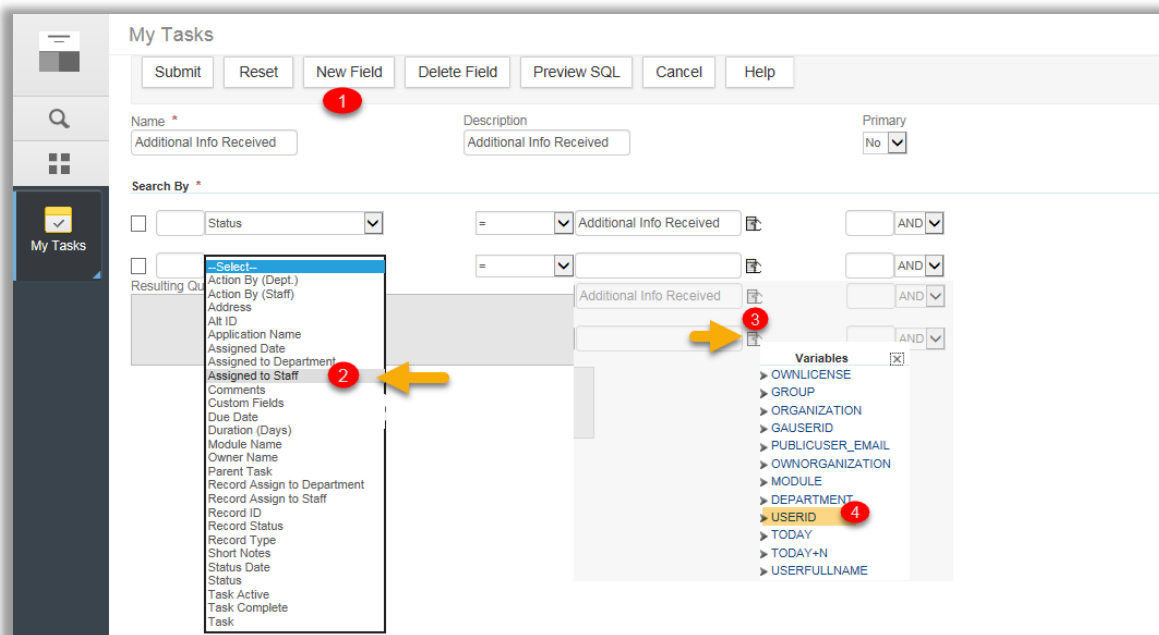 My Tasks
Submit Reset New Field Delete Field Preview SQL Cancel Help
1
Name * Description Primary
Additional Info Received Additional Info Received No
Search By *
Status = Additional Info Received AND
My Tasks
--Select-- = AND
Resulting Qu
Action By (Dept.)
Action By (Staff) Additional Info Received AND
Address
Alt ID 3
Application Name
Assigned Date AND
Assigned to Department
Variables
Assigned to Staff 2
Comments
Custom Fields
Due Date
Duration (Days)
Module Name
Owner Name
Parent Task
Record Assign to Department
Record Assign to Staff
Record ID
Record Status
Record Type
Short Notes
Status Date
Status
Task Active
Task Complete
Task
OWNLICENSE
GROUP
ORGANIZATION
GAUSERID
PUBLICUSER_EMAIL
OWNORGANIZATION
MODULE
DEPARTMENT
USERID 4
TODAY
TODAY+N
USERFULLNAME